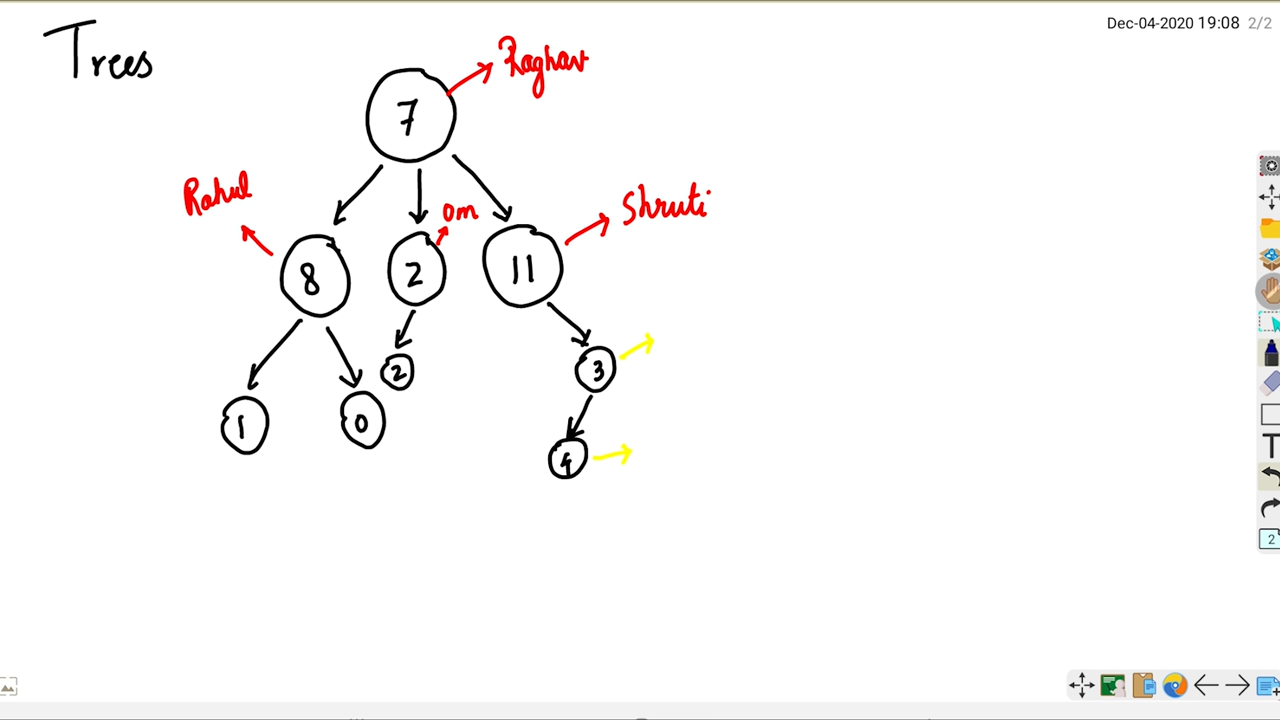 Dec-04-2020 19:08 2/2
Trees
Raghav
7
Rahul
Om
Shruti
8
2
11
2
3
1
0
T
2